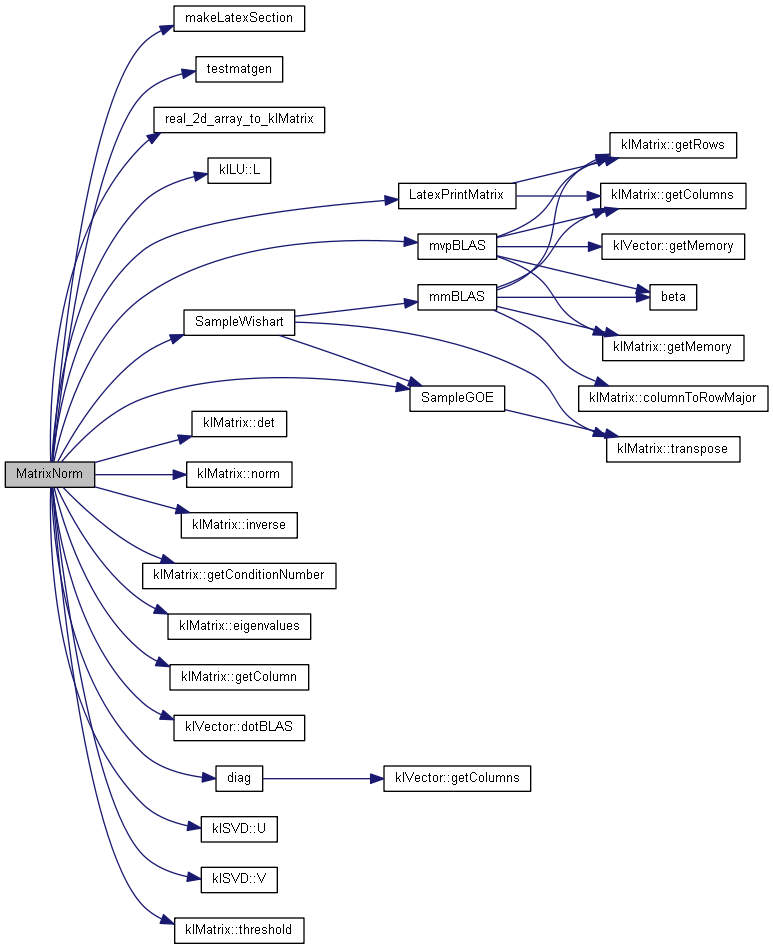 makeLatexSection
testmatgen
real_2d_array_to_klMatrix
klLU::L
klMatrix::getRows
LatexPrintMatrix
klMatrix::getColumns
mvpBLAS
klVector::getMemory
mmBLAS
beta
SampleWishart
klMatrix::getMemory
SampleGOE
klMatrix::columnToRowMajor
klMatrix::det
klMatrix::transpose
MatrixNorm
klMatrix::norm
klMatrix::inverse
klMatrix::getConditionNumber
klMatrix::eigenvalues
klMatrix::getColumn
klVector::dotBLAS
diag
klVector::getColumns
klSVD::U
klSVD::V
klMatrix::threshold